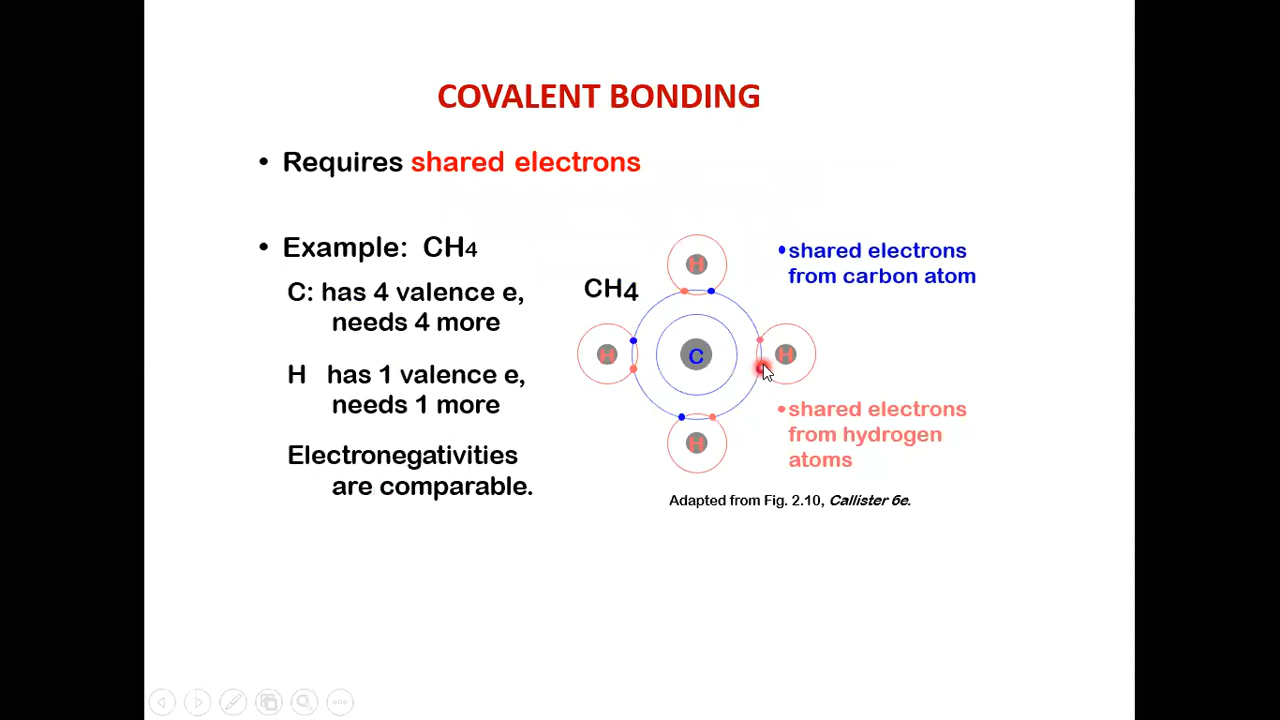 COVALENT BONDING
• Requires shared electrons
• Example: CH4
C: has 4 valence e,
needs 4 more
H has 1 valence e,
needs 1 more
Electronegativities
are comparable.
CH4
H
H
C
H
H
•shared electrons
from carbon atom
•shared electrons
from hydrogen
atoms
Adapted from Fig. 2.10, Callister 6e.